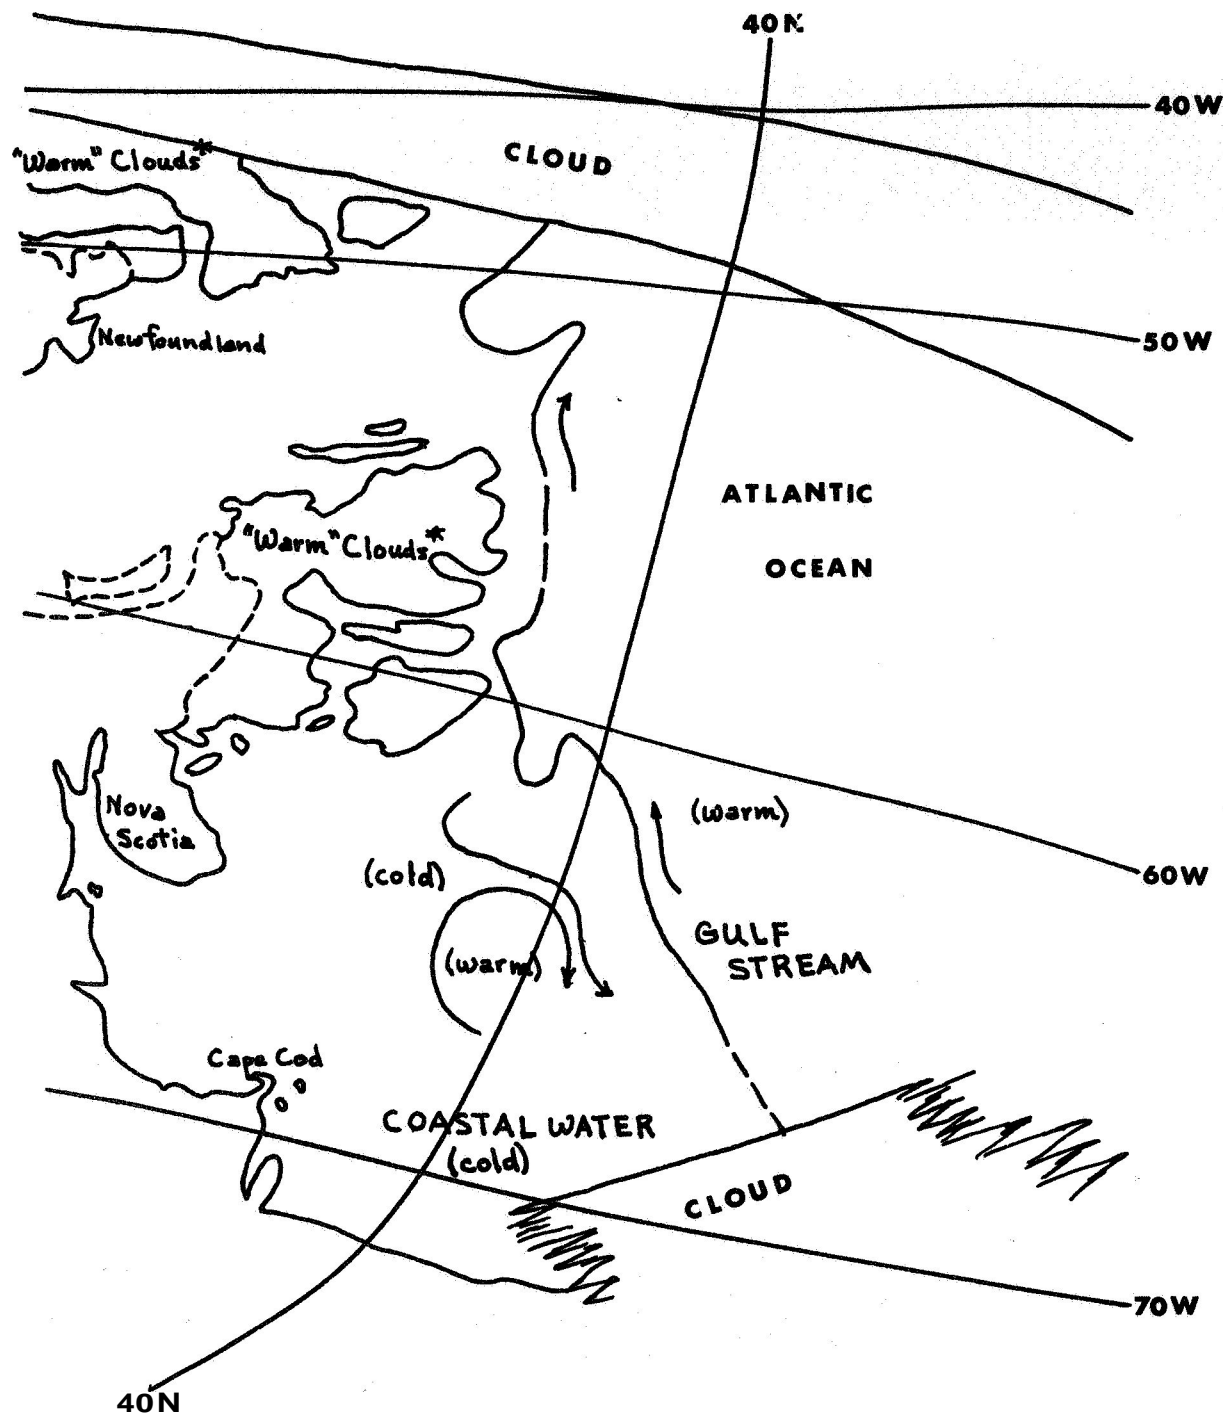 40N
40W
"Warm" Clouds*
CLOUD
Newfoundland
50W
ATLANTIC
"Warm" Clouds*
OCEAN
Nova
Scotia
(warm)
(cold)
60W
GULF
STREAM
(warm)
Cape Cod
COASTAL WATER
(cold)
CLOUD
70W
40N